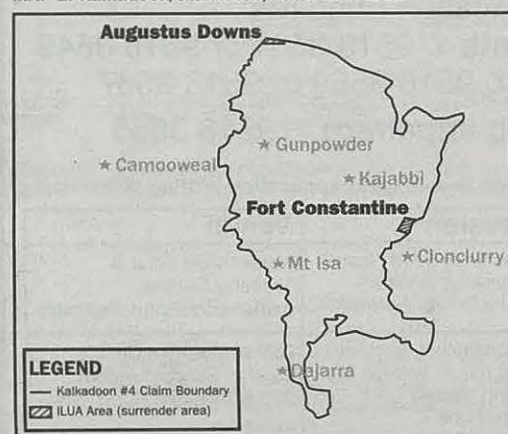 Augustus Downs
★ Gunpowder
★ Camooweal
★ Kajabbi
Fort Constantine
★ Mt Isa
★ Clonclurry
★ Dajarra
LEGEND
Kalkadoon #4 Claim Boundary
ILUA Area (surrender area)